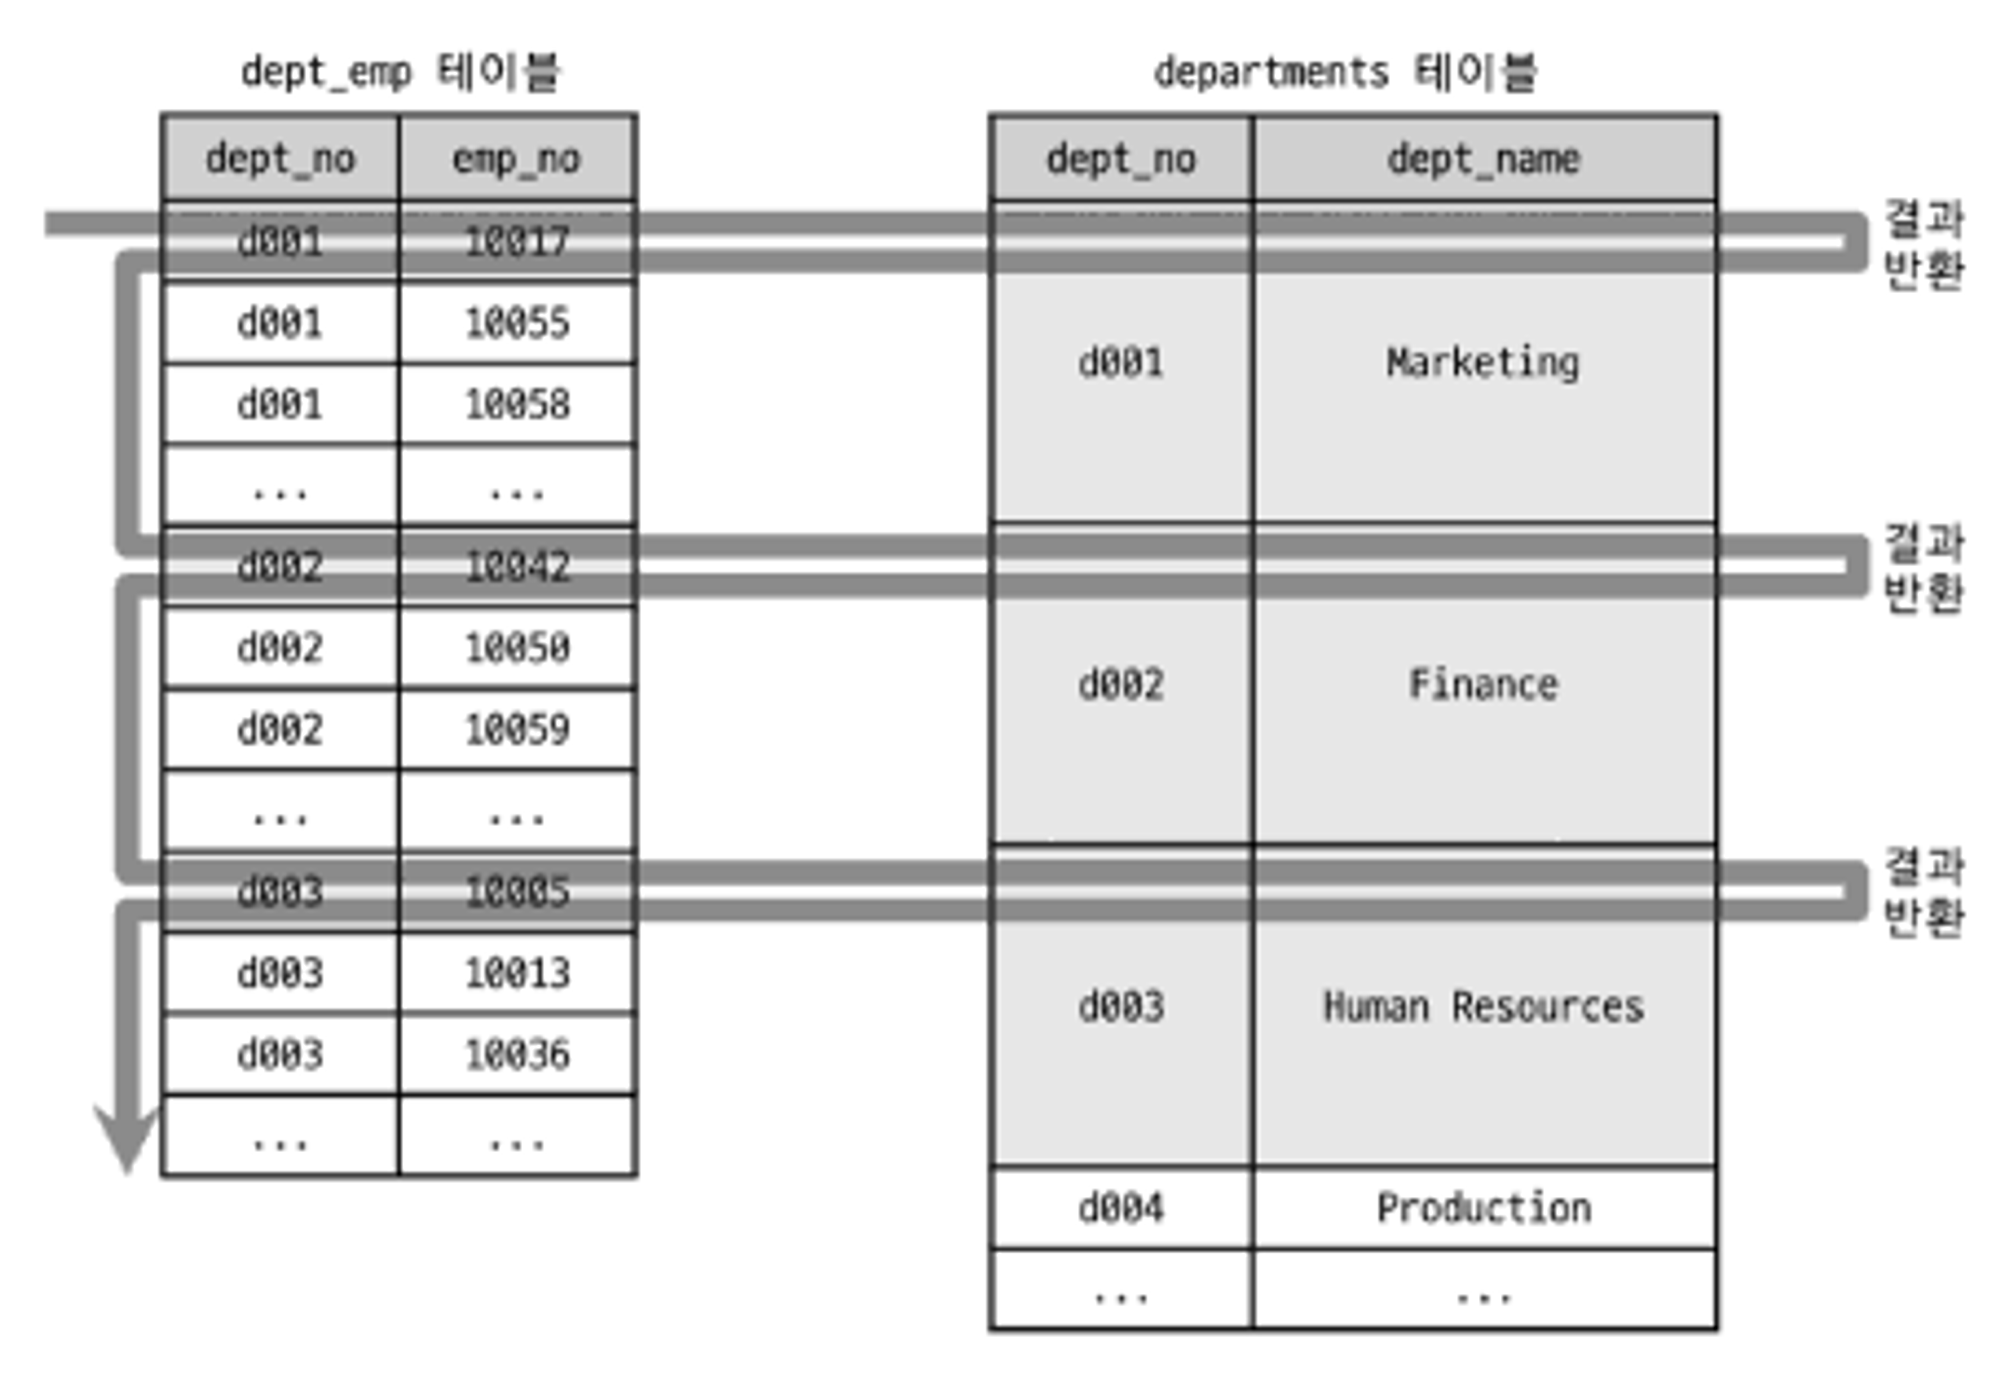 dept_emp 테이블
dept_no emp_no
d001 10017
d001 10055
d001 10058
... ...
d002 10042
d002 10050
d002 10059
... ...
d003 10005
d003 10013
d003 10036
... ...
departments 테이블
dept_no dept_name
d001 Marketing
d002 Finance
d003 Human Resources
d004 Production
... ...
결과
반환
결과
반환
결과
반환